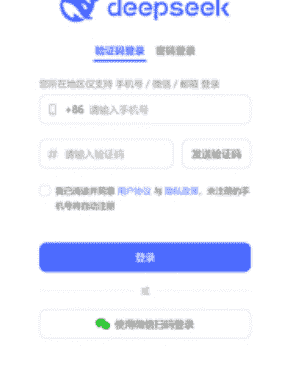 deepseek
验证码登录 密码登录
您所在地区仅支持 手机号 / 微信 / 邮箱 登录
+86 请输入手机号
# 请输入验证码 发送验证码
我已阅读并同意 用户协议 与 隐私政策，未注册的手
机号将自动注册
登录
或
使用微信扫码登录